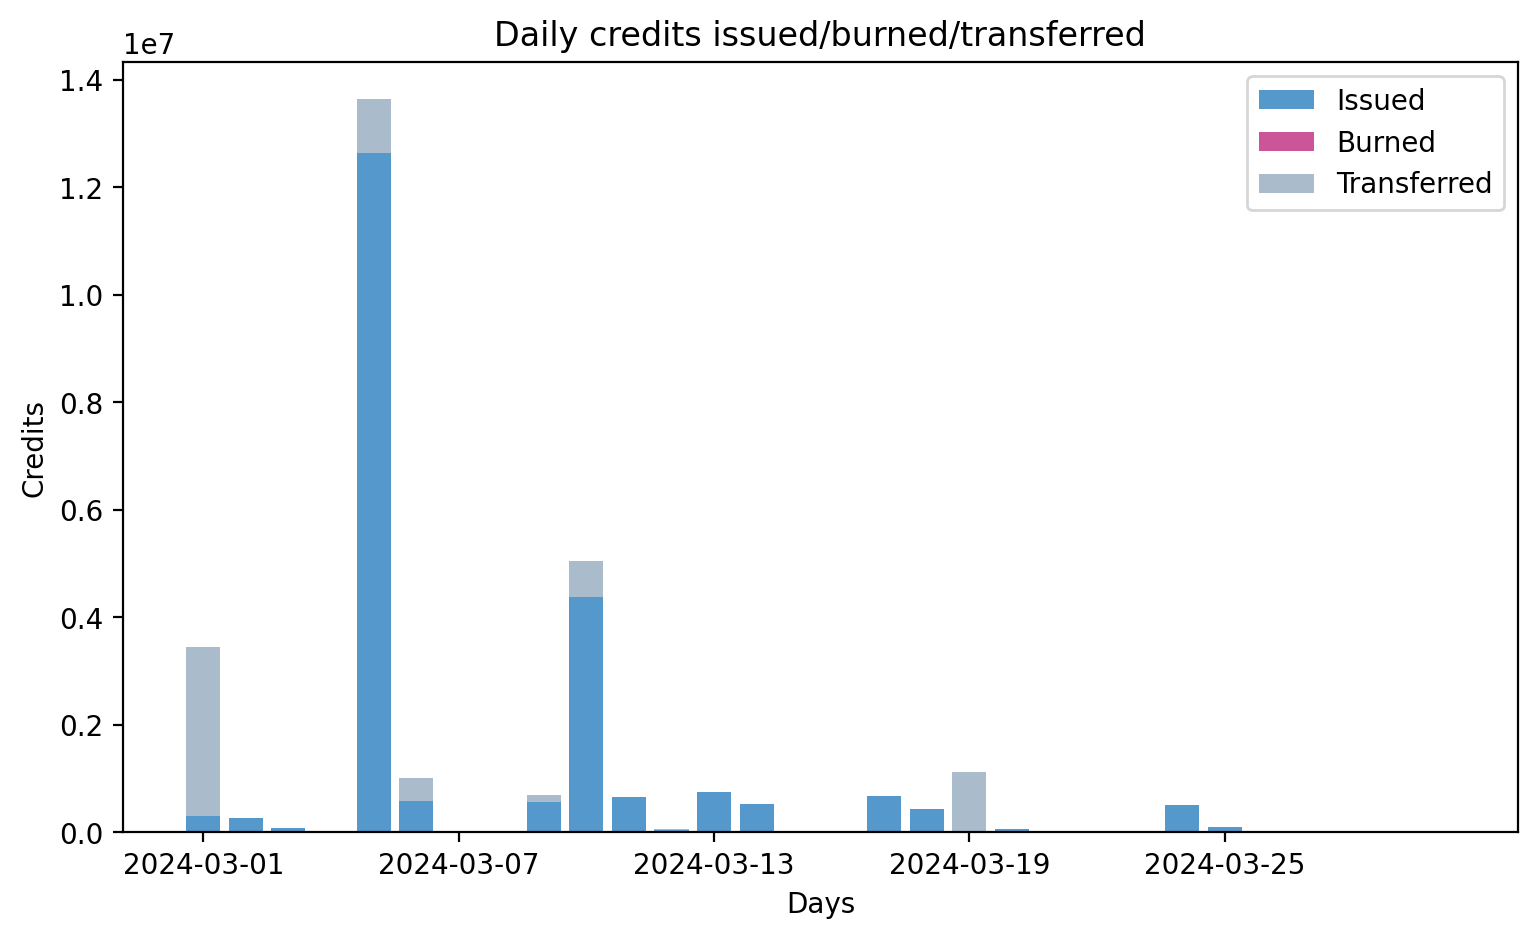 Daily credits issued/burned/transferred
1e7
1.4
1.2
1.0
0.8
0.6
0.4
0.2
0.0
Credits
Issued
Burned
Transferred
2024-03-01 2024-03-07 2024-03-13 2024-03-19 2024-03-25
Days